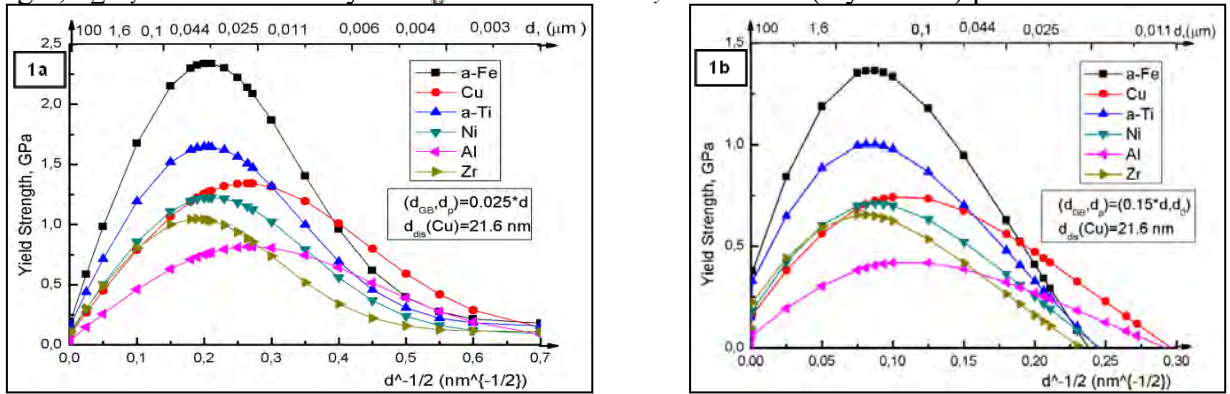 100 1,6 0,1 0,044 0,025 0,011 0,006 0,004 0,003 d, (μm)
2,5
1a
a-Fe
Cu
a-Ti
Ni
Al
Zr
2,0
1,5
1,0
0,5
0,0
Yield Strength, GPa
(d_GB,d_p)=0.025*d
d_dis(Cu)=21.6 nm
0,0 0,1 0,2 0,3 0,4 0,5 0,6 0,7
d^-1/2 (nm^{-1/2})
100 1.6 0,1 0,044 0,025 0,011 d,(μm)
1,5
1b
a-Fe
Cu
a-Ti
Ni
Al
Zr
1,0
0,5
0,0
Yield Strength, GPa
d_dis(Cu)=21.6 nm
0,00 0,05 0,10 0,15 0,20 0,25 0,30
d^-1/2 (nm^{-1/2})